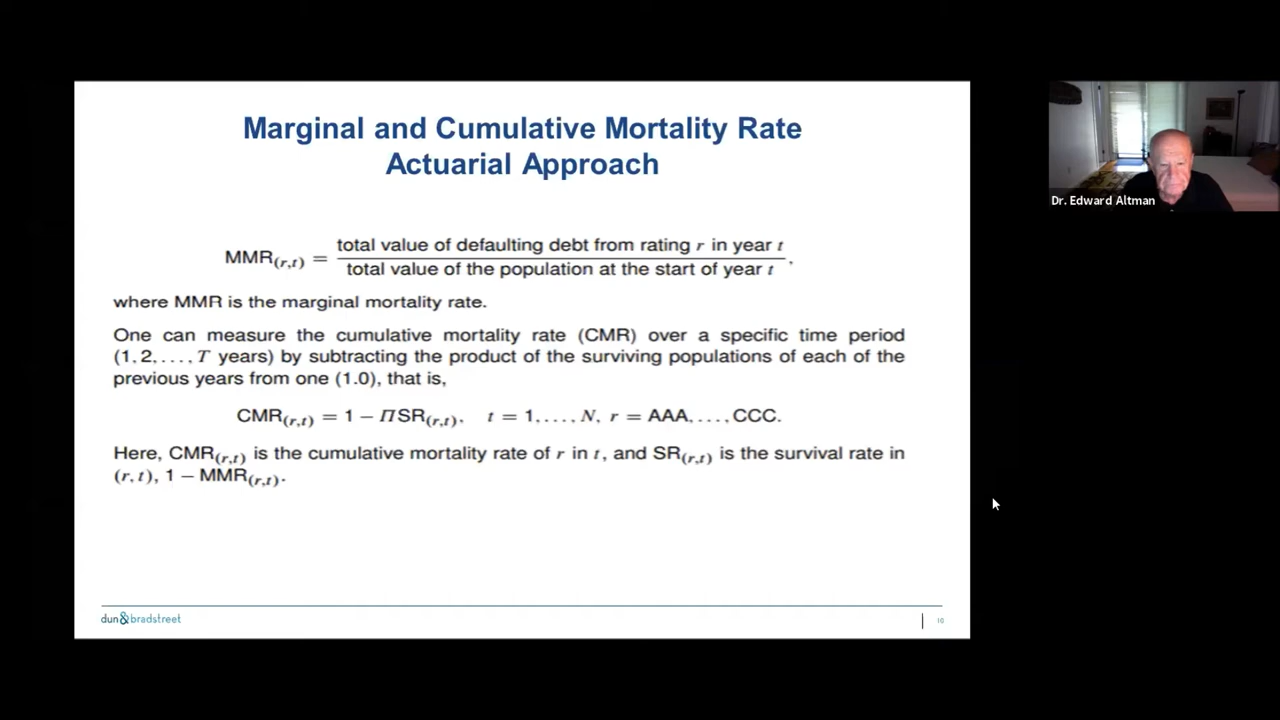 Marginal and Cumulative Mortality Rate
Actuarial Approach
MMR(r,t) = total value of defaulting debt from rating r in year t
total value of the population at the start of year t ,
where MMR is the marginal mortality rate.
One can measure the cumulative mortality rate (CMR) over a specific time period
(1, 2, . . . , T years) by subtracting the product of the surviving populations of each of the
previous years from one (1.0), that is,
CMR(r,t) = 1 − ΠSR(r,t), t = 1, . . . , N, r = AAA, . . . , CCC.
Here, CMR(r,t) is the cumulative mortality rate of r in t, and SR(r,t) is the survival rate in
(r, t), 1 − MMR(r,t).
dun&bradstreet
10
Dr. Edward Altman